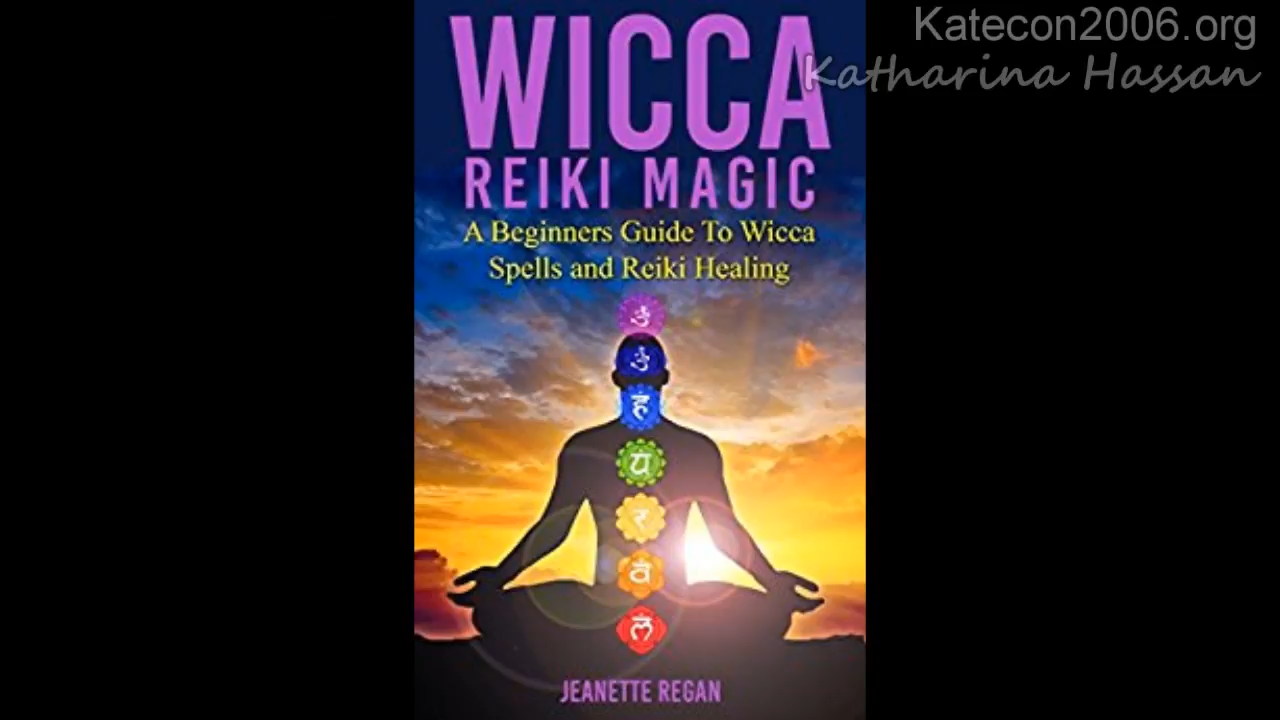 Katecon2006.org
Katharina Hassan
WICCA
REIKI MAGIC
A Beginners Guide To Wicca
Spells and Reiki Healing
ॐ
ॐ
हं
यं
रं
वं
लं
JEANETTE REGAN